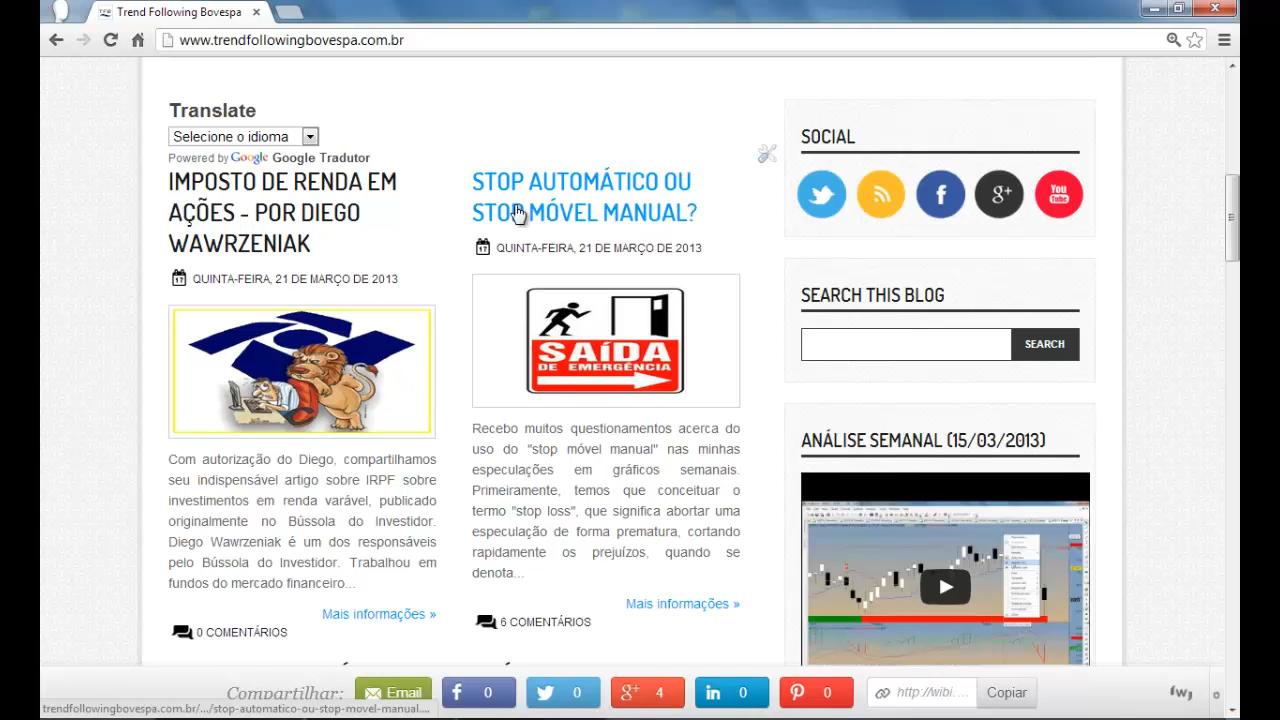 Trend Following Bovespa
www.trendfollowingbovespa.com.br
Translate
Selecione o idioma
Powered by Google Google Tradutor
IMPOSTO DE RENDA EM
AÇÕES - POR DIEGO
WAWRZENIAK
17 QUINTA-FEIRA, 21 DE MARÇO DE 2013
Com autorização do Diego, compartilhamos
seu indispensável artigo sobre IRPF sobre
investimentos em renda varável, publicado
originalmente no Bússola do Investidor.
Diego Wawrzeniak é um dos responsáveis
pelo Bússola do Investidor. Trabalhou em
fundos do mercado financeiro...
Mais informações »
0 COMENTÁRIOS
STOP AUTOMÁTICO OU
STOP MÓVEL MANUAL?
17 QUINTA-FEIRA, 21 DE MARÇO DE 2013
SAÍDA
DE EMERGÊNCIA
Recebo muitos questionamentos acerca do
uso do "stop móvel manual" nas minhas
especulações em gráficos semanais.
Primeiramente, temos que conceituar o
termo "stop loss", que significa abortar uma
especulação de forma prematura, cortando
rapidamente os prejuízos, quando se
denota...
Mais informações »
6 COMENTÁRIOS
SOCIAL
f g+ You Tube
SEARCH THIS BLOG
SEARCH
ANÁLISE SEMANAL (15/03/2013)
Compartilhar: Email f 0 0 g+ 4 in 0 0 http://wibi.... Copiar fwj
trendfollowingbovespa.com.br/.../stop-automatico-ou-stop-movel-manual....